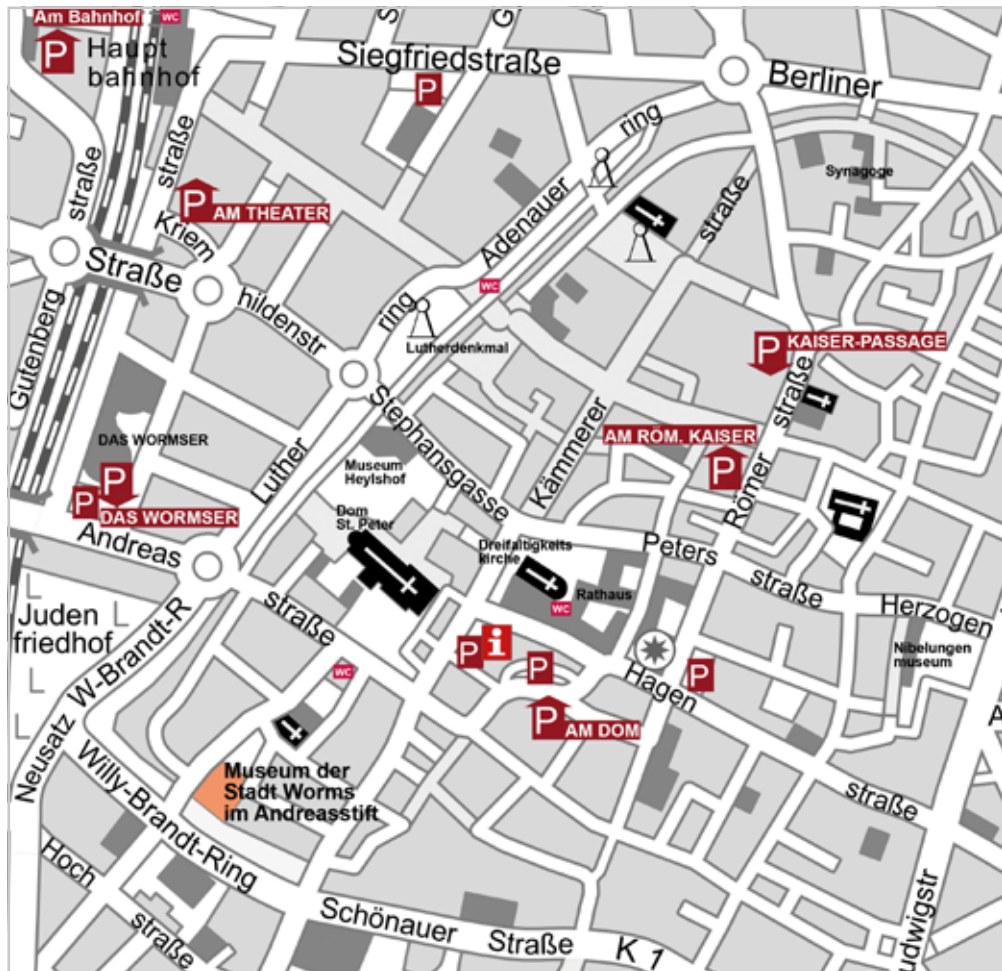 Am Bahnhof
WC
S
G
P
Haupt
bahnhof
Siegfriedstraße
P
Berliner
ring
straße
straße
Synagoge
P
AM THEATER
Adenauer
straße
Kriem
Straße
hildenstr
WC
ring
Lutherdenkmal
Gutenberg
P
KAISER-PASSAGE
straße
Stephansgasse
DAS WORMSER
AM RÖM. KAISER
P
Kämmerer
Luther
Museum
Heylshof
P
P
DAS WORMSER
Römer
Dom
St. Peter
Andreas
Dreifaltigkeits
kirche
Peters
straße
Rathaus
WC
Herzogen
straße
Juden
friedhof
Nibelungen
museum
W-Brandt-R
P
i
P
Hagen
P
WC
A
P
AM DOM
Neusatz
Willy-Brandt-Ring
Museum der
Stadt Worms
im Andreasstift
straße
Hoch
straße
Schönauer
Straße
K 1
udwigstr